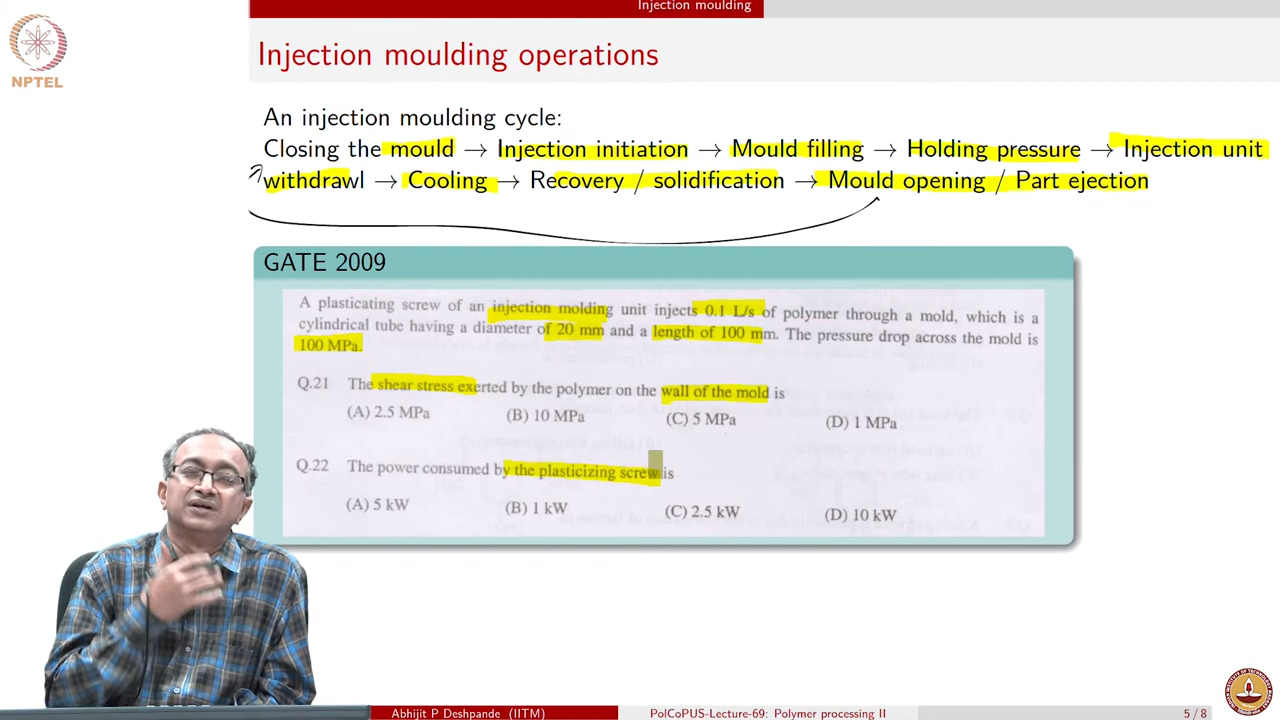 Injection moulding
NPTEL
Injection moulding operations
An injection moulding cycle:
Closing the mould → Injection initiation → Mould filling → Holding pressure → Injection unit
withdrawl → Cooling → Recovery / solidification → Mould opening / Part ejection
GATE 2009
A plasticating screw of an injection molding unit injects 0.1 L/s of polymer through a mold, which is a
cylindrical tube having a diameter of 20 mm and a length of 100 mm. The pressure drop across the mold is
100 MPa.
Q.21 The shear stress exerted by the polymer on the wall of the mold is
(A) 2.5 MPa (B) 10 MPa (C) 5 MPa (D) 1 MPa
Q.22 The power consumed by the plasticizing screw is
(A) 5 kW (B) 1 kW (C) 2.5 kW (D) 10 kW
Abhijit P Deshpande (IITM) PolCoPUS-Lecture-69: Polymer processing II 5 / 8